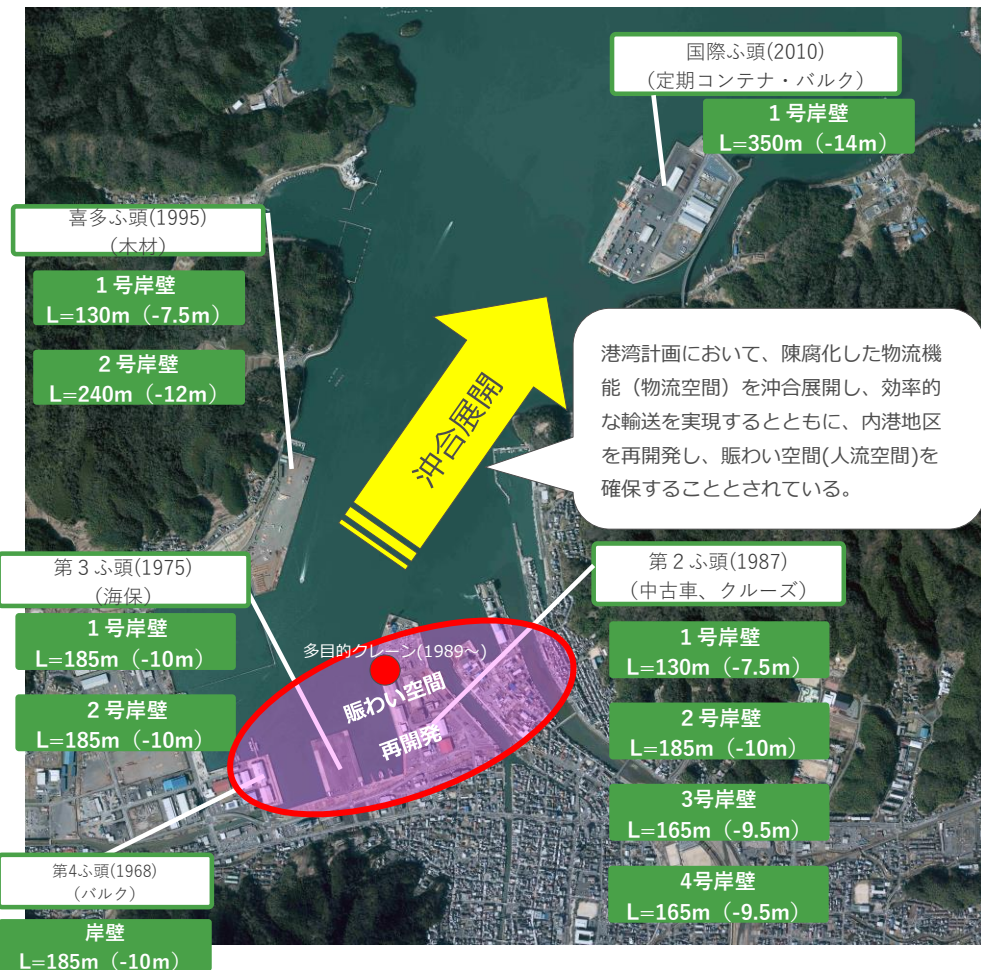 国際ふ頭(2010)
（定期コンテナ・バルク）
１号岸壁
L=350m（-14m）
喜多ふ頭(1995)
（木材）
１号岸壁
L=130m（-7.5m）
２号岸壁
L=240m（-12m）
沖合展開
港湾計画において、陳腐化した物流機
能（物流空間）を沖合展開し、効率的
な輸送を実現するとともに、内港地区
を再開発し、賑わい空間(人流空間)を
確保することとされている。
第３ふ頭(1975)
（海保）
１号岸壁
L=185m（-10m）
２号岸壁
L=185m（-10m）
多目的クレーン(1989～)
賑わい空間
再開発
第２ふ頭(1987)
（中古車、クルーズ）
１号岸壁
L=130m（-7.5m）
２号岸壁
L=185m（-10m）
3号岸壁
L=165m（-9.5m）
4号岸壁
L=165m（-9.5m）
第4ふ頭(1968)
（バルク）
岸壁
L=185m（-10m）